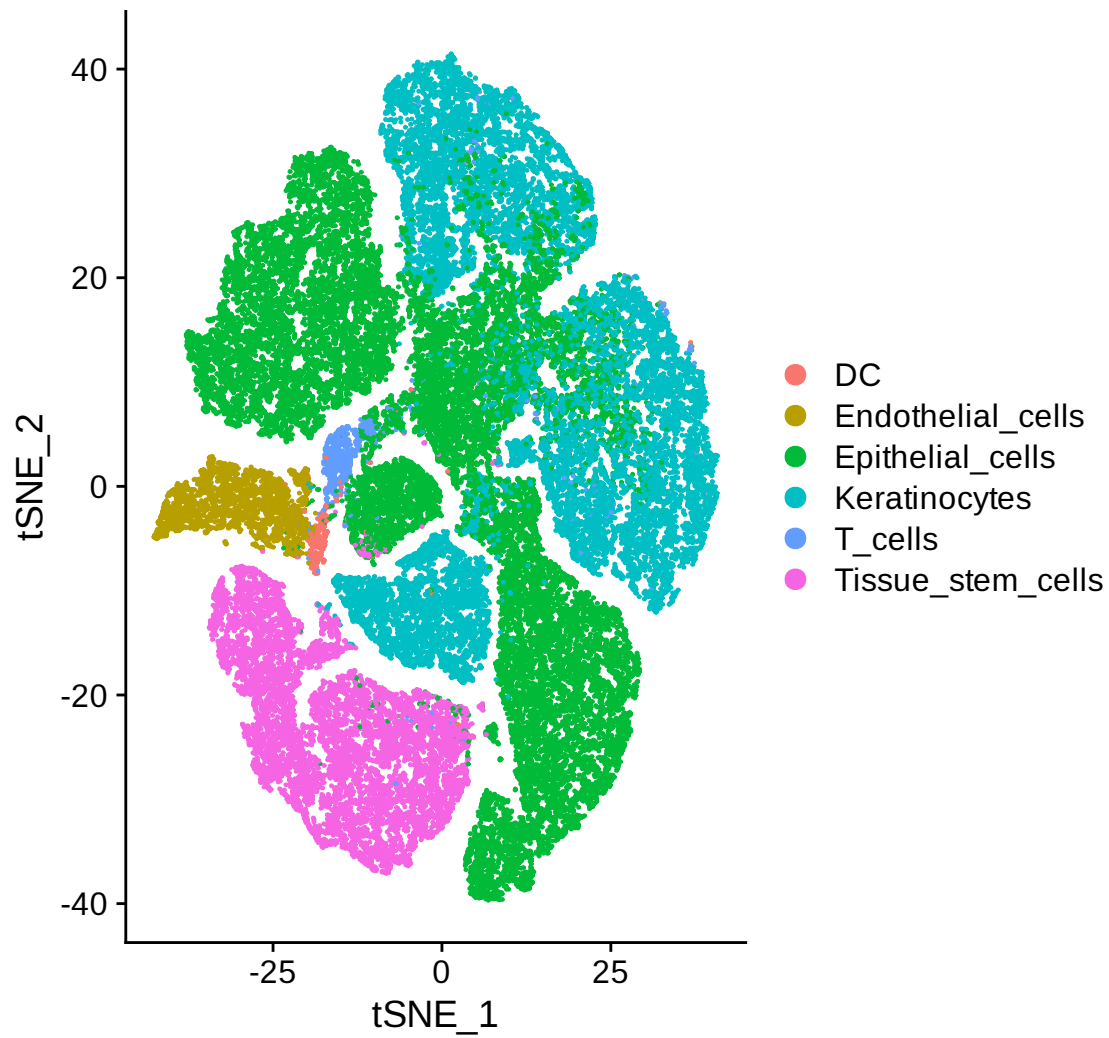 tSNE_2
40
20
0
-20
-40
-25
0
25
tSNE_1
DC
Endothelial_cells
Epithelial_cells
Keratinocytes
T_cells
Tissue_stem_cells